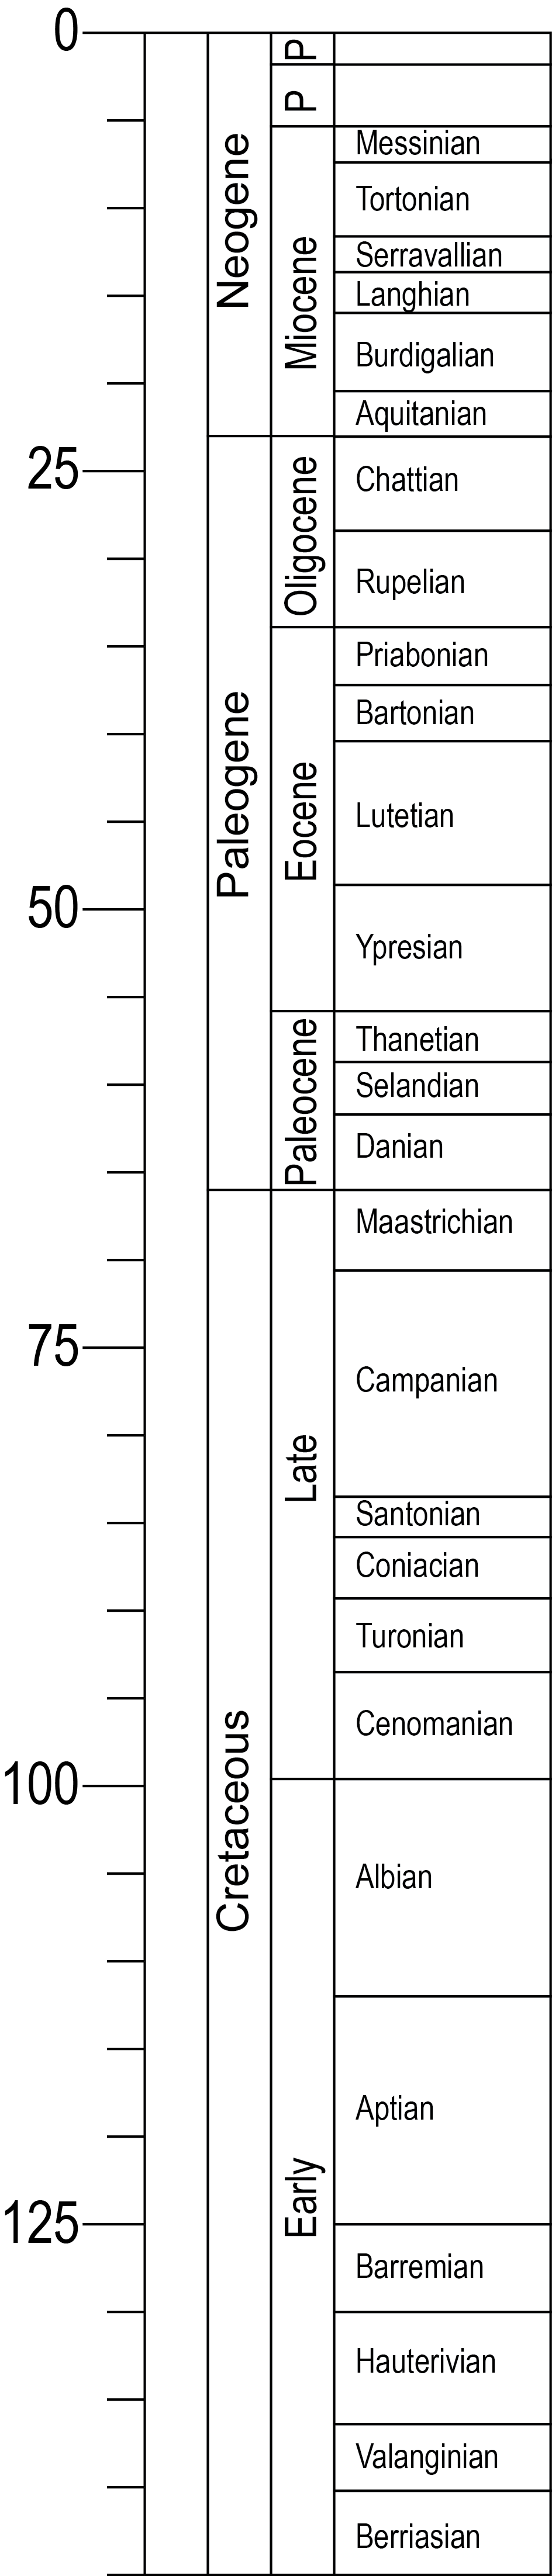 0
25
50
75
100
125
Neogene
Paleogene
Cretaceous
P
P
Miocene
Oligocene
Eocene
Paleocene
Late
Early
Messinian
Tortonian
Serravallian
Langhian
Burdigalian
Aquitanian
Chattian
Rupelian
Priabonian
Bartonian
Lutetian
Ypresian
Thanetian
Selandian
Danian
Maastrichian
Campanian
Santonian
Coniacian
Turonian
Cenomanian
Albian
Aptian
Barremian
Hauterivian
Valanginian
Berriasian